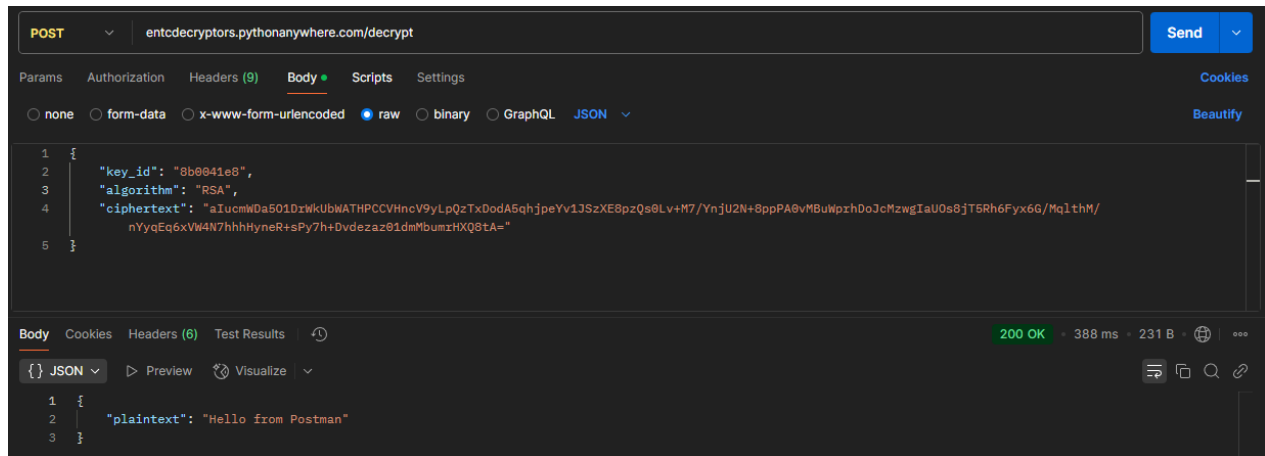 POST entcdecryptors.pythonanywhere.com/decrypt Send
Params Authorization Headers (9) Body Scripts Settings Cookies
none form-data x-www-form-urlencoded raw binary GraphQL JSON Beautify
1 {
2 "key_id": "8b0041e8",
3 "algorithm": "RSA",
4 "ciphertext": "aIucmWDa5O1DrWkUbWATHPCCVHncV9yLpQzTxDodA5qhjpeYv1JSzXE8pzQs0Lv+M7/YnjU2N+8ppPA0vMBuWprhDoJcMzwgIaUOs8jT5Rh6Fyx6G/MqlthM/
nYyqEq6xVW4N7hhhHyneR+sPy7h+Dvdezaz01dmMbumrHXQ8tA="
5 }
Body Cookies Headers (6) Test Results 200 OK 388 ms 231 B
{} JSON Preview Visualize
1 {
2 "plaintext": "Hello from Postman"
3 }